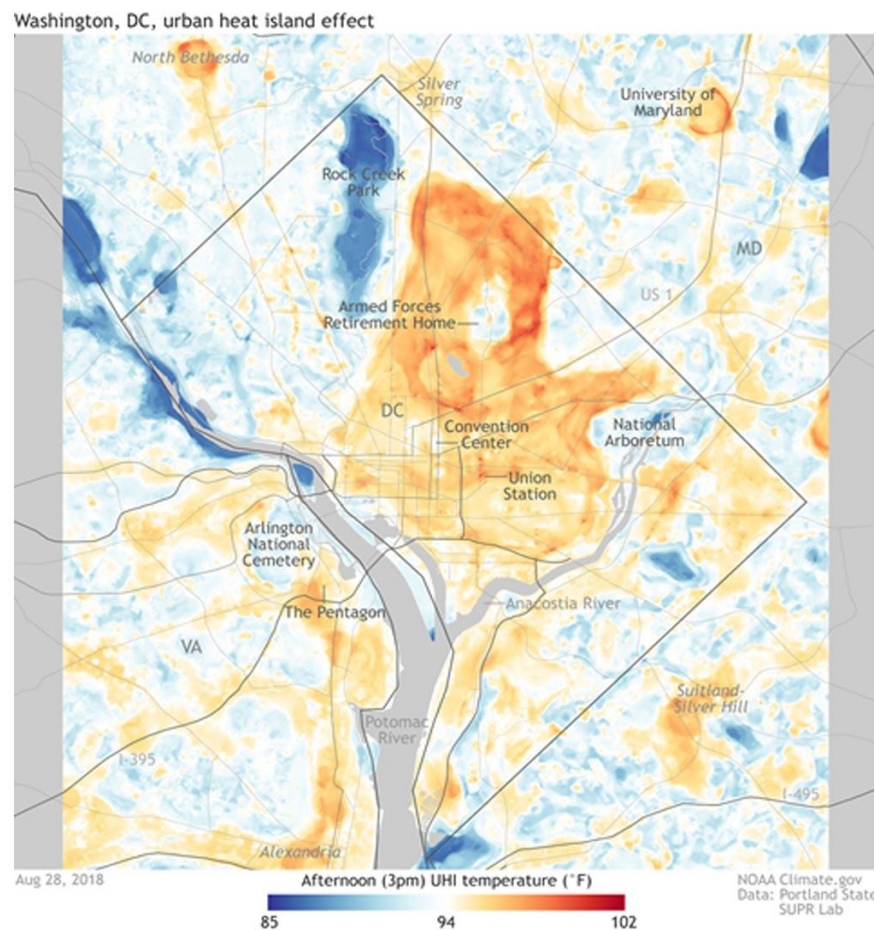 Washington, DC, urban heat island effect
North Bethesda
Silver
Spring
University of
Maryland
Rock Creek
Park
MD
US 1
Armed Forces
Retirement Home
DC
Convention
Center
National
Arboretum
Union
Station
Arlington
National
Cemetery
Anacostia River
The Pentagon
VA
Suitland-
Silver Hill
Potomac
River
I-395
I-495
Alexandria
Aug 28, 2018
Afternoon (3pm) UHI temperature (°F)
85
94
102
NOAA Climate.gov
Data: Portland State
SUPR Lab